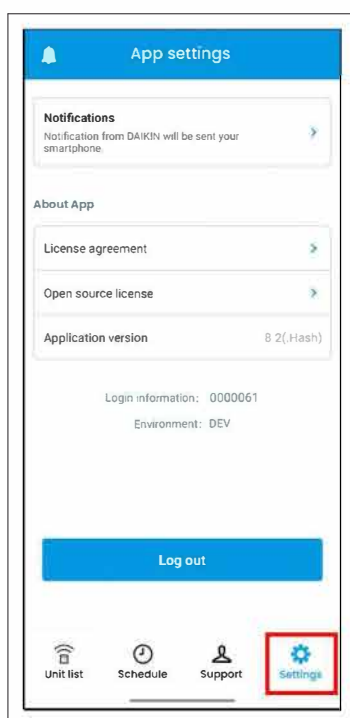 App settings
Notifications
Notification from DAIKIN will be sent your
smartphone
About App
License agreement
Open source license
Application version 8 2(.Hash)
Login information: 0000061
Environment: DEV
Log out
Unit list Schedule Support Settings